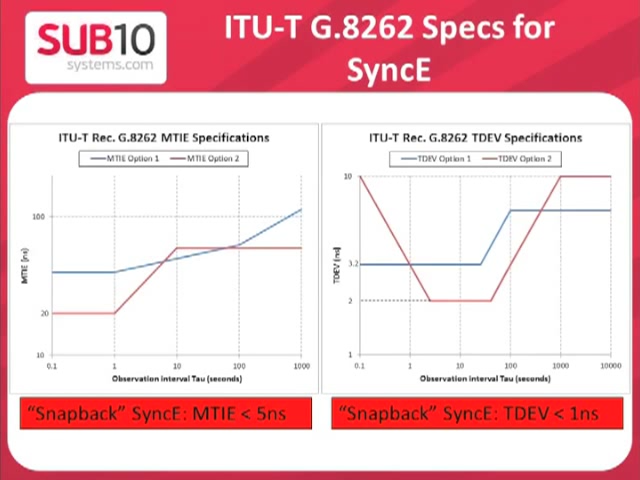 SUB10
systems.com
ITU-T G.8262 Specs for
SyncE
ITU-T Rec. G.8262 MTIE Specifications
MTIE Option 1 MTIE Option 2
MTIE (ns)
100
20
10
0.1 1 10 100 1000
Observation interval Tau (seconds)
ITU-T Rec. G.8262 TDEV Specifications
TDEV Option 1 TDEV Option 2
TDEV (ns)
10
3.2
2
1
0.1 1 10 100 1000 10000
Observation interval Tau (seconds)
"Snapback" SyncE: MTIE < 5ns
"Snapback" SyncE: TDEV < 1ns